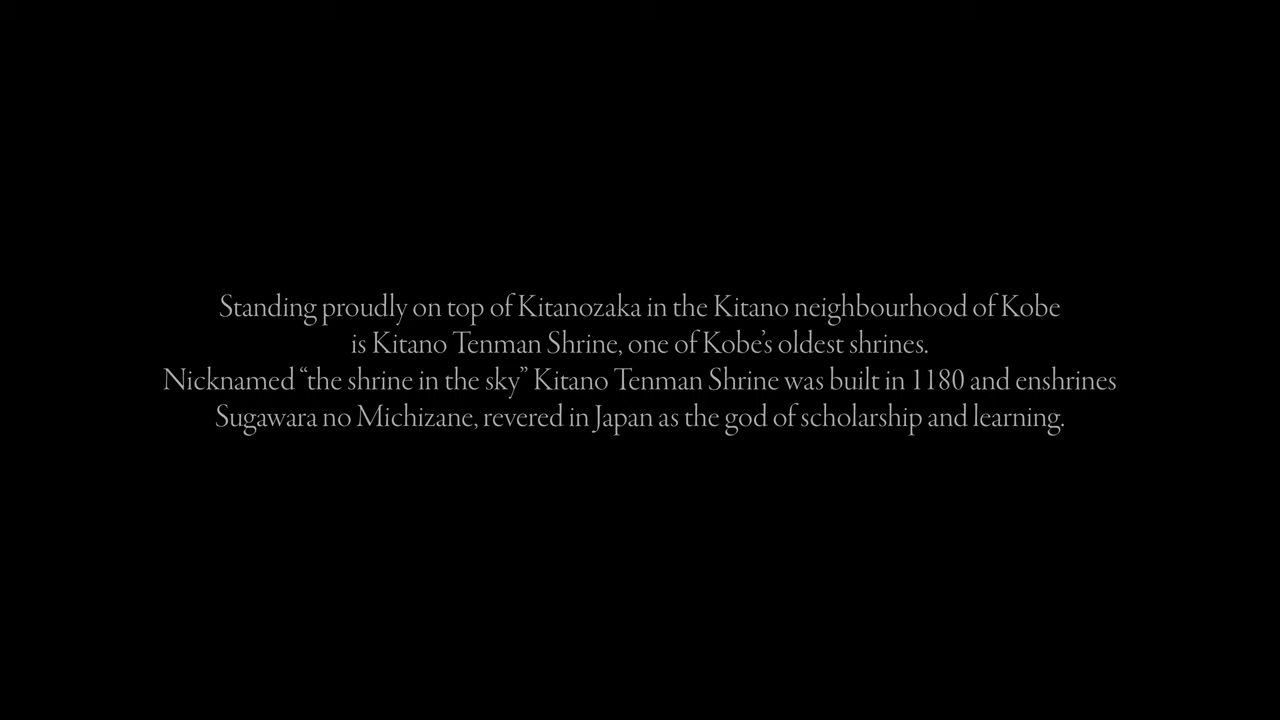 Standing proudly on top of Kitanozaka in the Kitano neighbourhood of Kobe
is Kitano Tenman Shrine, one of Kobe’s oldest shrines.
Nicknamed “the shrine in the sky” Kitano Tenman Shrine was built in 1180 and enshrines
Sugawara no Michizane, revered in Japan as the god of scholarship and learning.